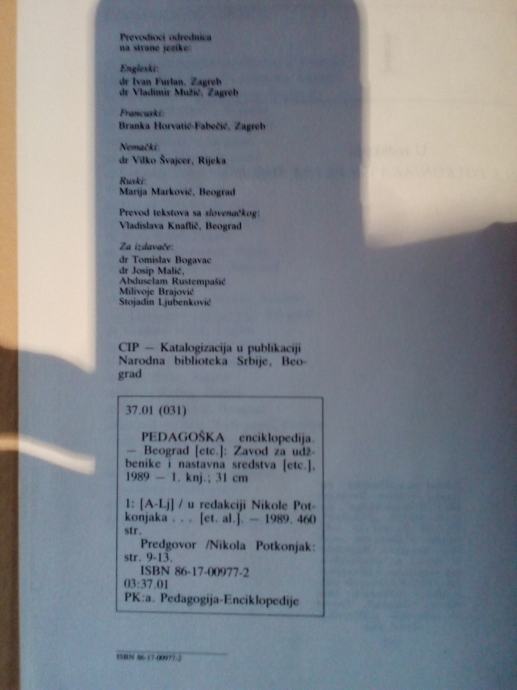 Prevodioci odrednica
na strane jezike:
Engleski:
dr Ivan Furlan, Zagreb
dr Vladimir Mužić, Zagreb
Francuski:
Branka Horvatić-Fabečić, Zagreb
Nemački:
dr Vilko Švajcer, Rijeka
Ruski:
Marija Marković, Beograd
Prevod tekstova sa slovenačkog:
Vladislava Knaflič, Beograd
Za izdavače:
dr Tomislav Bogavac
dr Josip Malić,
Abduselam Rustempašić
Milivoje Brajović
Stojadin Ljubenković
CIP — Katalogizacija u publikaciji
Narodna biblioteka Srbije, Beo-
grad
37.01 (031)
PEDAGOŠKA enciklopedija.
— Beograd [etc.]: Zavod za udž-
benike i nastavna sredstva [etc.],
1989 — 1. knj.; 31 cm
1: [A-Lj] / u redakciji Nikole Pot-
konjaka . . . [et. al.]. — 1989. 460
str.
Predgovor /Nikola Potkonjak:
str. 9-13.
ISBN 86-17-00977-2
03:37.01
PK:a. Pedagogija-Enciklopedije
ISBN 86-17-00977-2